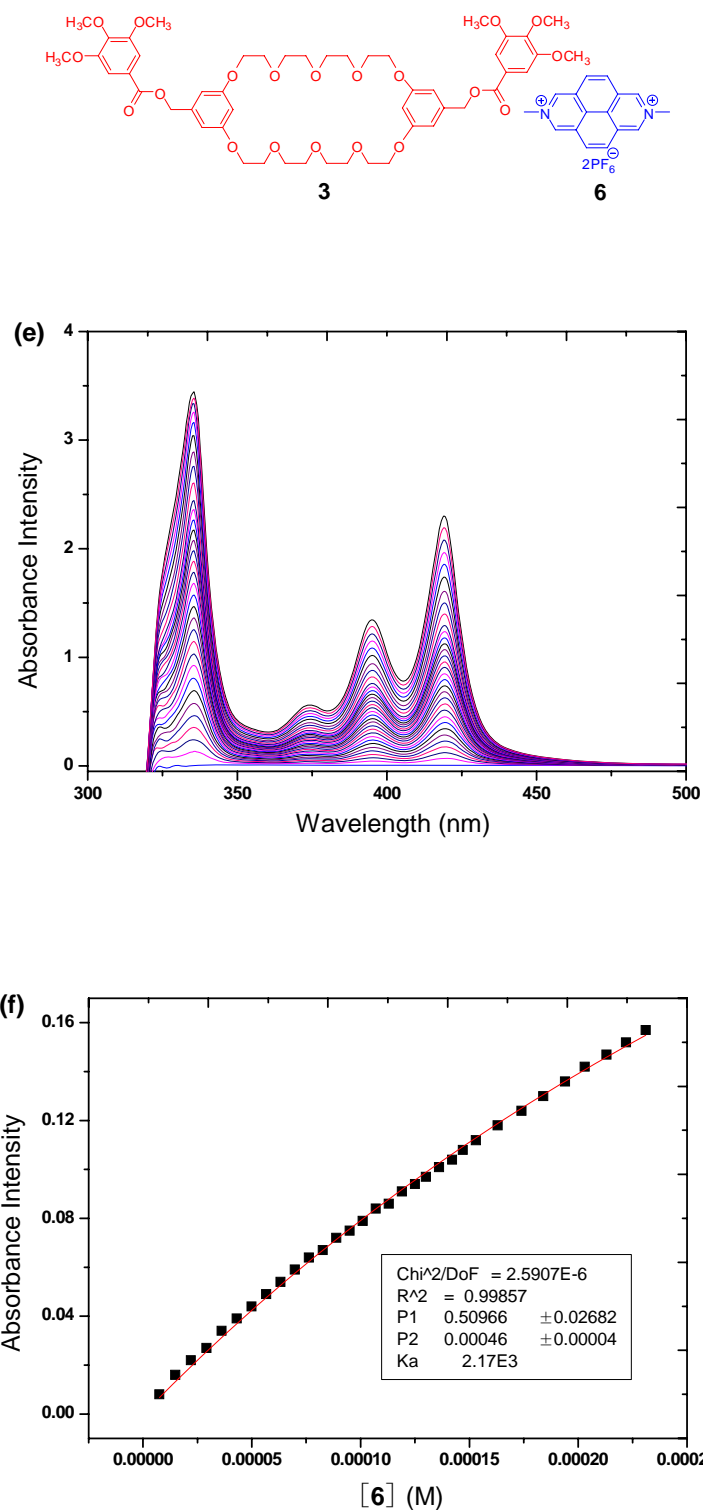 H3CO OCH3 OCH3
H3CO OCH3 OCH3
O O O O O O O
O O O O O O O
O O O O O
N+ N+
2PF6⊖
3 6
(e)
4
3
2
1
0
300 350 400 450 500
Absorbance Intensity
Wavelength (nm)
(f)
0.16
0.12
0.08
0.04
0.00
Absorbance Intensity
Chi^2/DoF = 2.5907E-6
R^2 = 0.99857
P1 0.50966 ±0.02682
P2 0.00046 ±0.00004
Ka 2.17E3
0.00000 0.00005 0.00010 0.00015 0.00020
[6] (M)